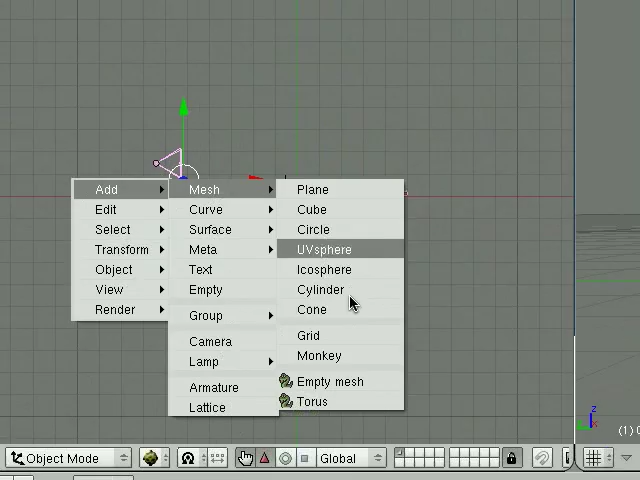 Add
Edit
Select
Transform
Object
View
Render
Mesh
Curve
Surface
Meta
Text
Empty
Group
Camera
Lamp
Armature
Lattice
Plane
Cube
Circle
UVsphere
Icosphere
Cylinder
Cone
Grid
Monkey
Empty mesh
Torus
z
x
(1)
Object Mode
Global